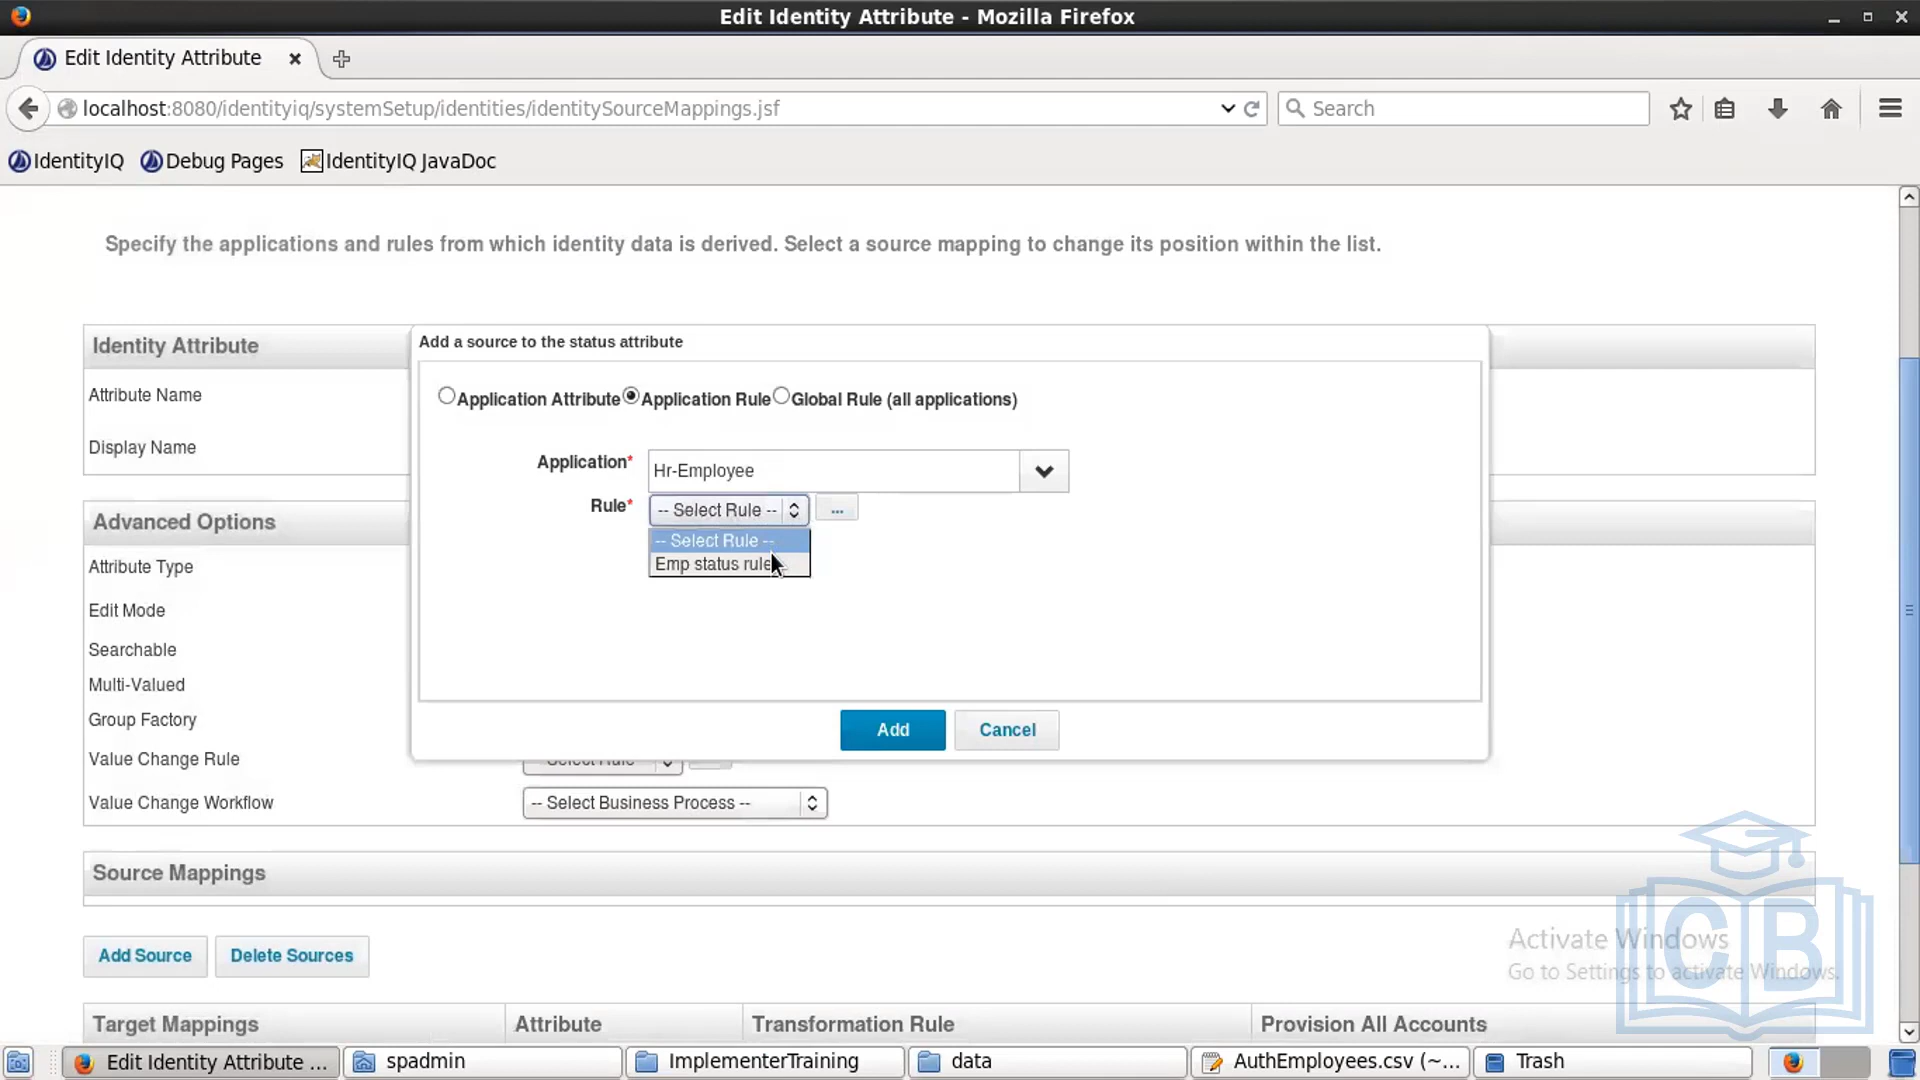 Edit Identity Attribute - Mozilla Firefox
Edit Identity Attribute
localhost:8080/identityiq/systemSetup/identities/identitySourceMappings.jsf
Search
IdentityIQ Debug Pages IdentityIQ JavaDoc
Specify the applications and rules from which identity data is derived. Select a source mapping to change its position within the list.
Identity Attribute
Add a source to the status attribute
Attribute Name
Application Attribute Application Rule Global Rule (all applications)
Display Name
Application* Hr-Employee
Rule* -- Select Rule -- ...
-- Select Rule --
Emp status rule
Advanced Options
Attribute Type
Edit Mode
Searchable
Multi-Valued
Group Factory
Add Cancel
Value Change Rule -- Select Rule --
Value Change Workflow -- Select Business Process --
Source Mappings
Add Source Delete Sources
Activate Windows
Go to Settings to activate Windows.
CB
Target Mappings Attribute Transformation Rule Provision All Accounts
Edit Identity Attribute ... spadmin ImplementerTraining data AuthEmployees.csv (~... Trash